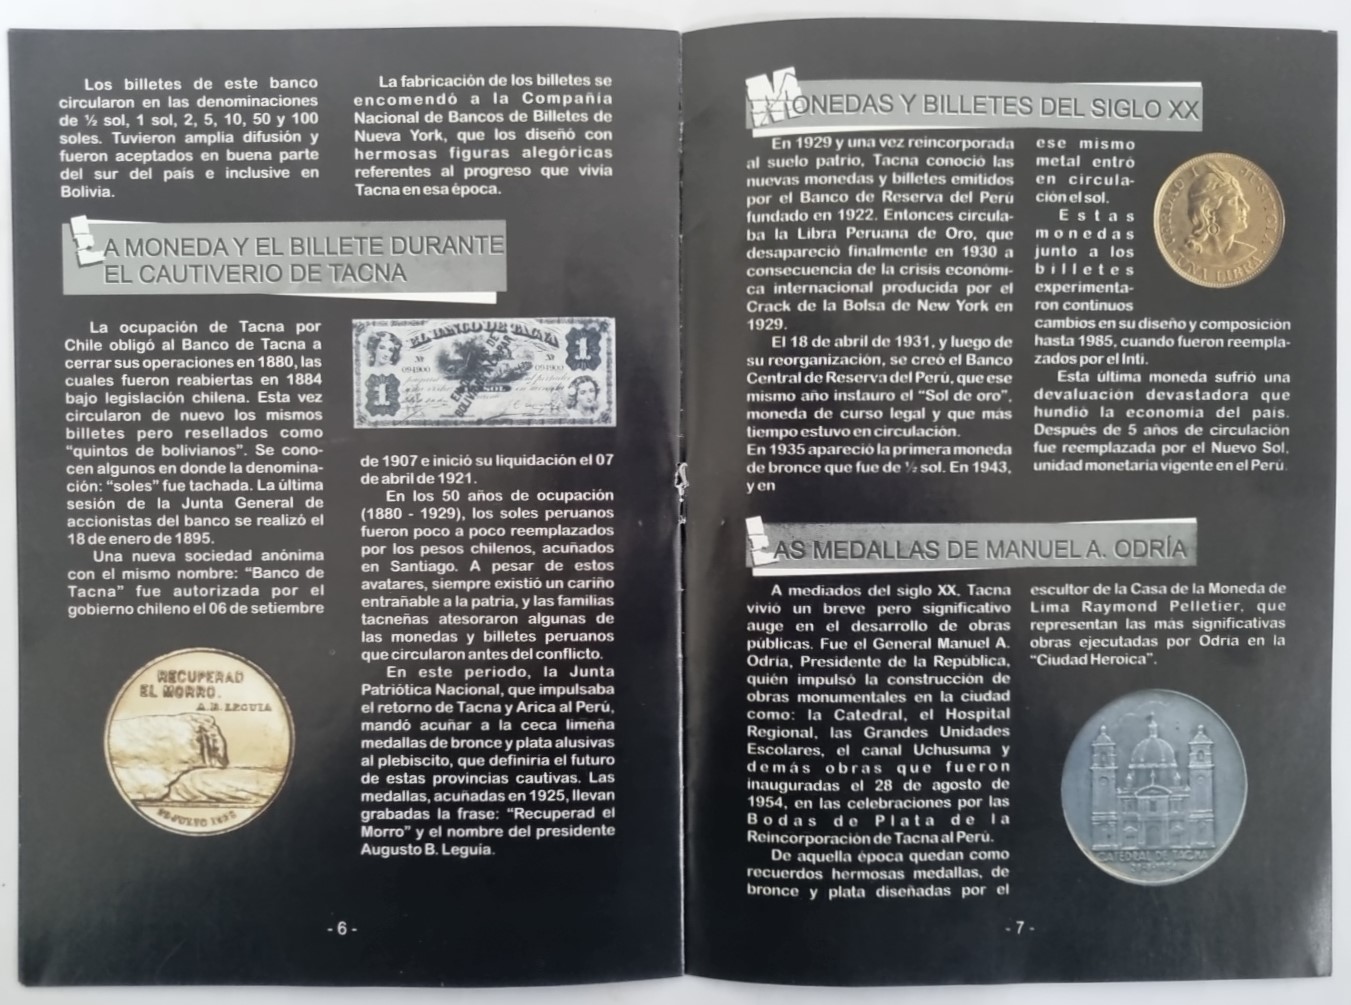 Los billetes de este banco
circularon en las denominaciones
de ½ sol, 1 sol, 2, 5, 10, 50 y 100
soles. Tuvieron amplia difusión y
fueron aceptados en buena parte
del sur del país e inclusive en
Bolivia.
La fabricación de los billetes se
encomendó a la Compañía
Nacional de Bancos de Billetes de
Nueva York, que los diseñó con
hermosas figuras alegóricas
referentes al progreso que vivía
Tacna en esa época.
LA MONEDA Y EL BILLETE DURANTE
EL CAUTIVERIO DE TACNA
La ocupación de Tacna por
Chile obligó al Banco de Tacna a
cerrar sus operaciones en 1880, las
cuales fueron reabiertas en 1884
bajo legislación chilena. Esta vez
circularon de nuevo los mismos
billetes pero resellados como
"quintos de bolivianos". Se cono-
cen algunos en donde la denomina-
ción: "soles" fue tachada. La última
sesión de la Junta General de
accionistas del banco se realizó el
18 de enero de 1895.
Una nueva sociedad anónima
con el mismo nombre: "Banco de
Tacna" fue autorizada por el
gobierno chileno el 06 de setiembre
RECUPERAD
EL MORRO.
A.B. LEGUIA
EL BANCO DE TACNA
1
Nº
094900
Nº
094900
1
de 1907 e inició su liquidación el 07
de abril de 1921.
En los 50 años de ocupación
(1880 - 1929), los soles peruanos
fueron poco a poco reemplazados
por los pesos chilenos, acuñados
en Santiago. A pesar de estos
avatares, siempre existió un cariño
entrañable a la patria, y las familias
tacneñas atesoraron algunas de
las monedas y billetes peruanos
que circularon antes del conflicto.
En este periodo, la Junta
Patriótica Nacional, que impulsaba
el retorno de Tacna y Arica al Perú,
mandó acuñar a la ceca limeña
medallas de bronce y plata alusivas
al plebiscito, que definiría el futuro
de estas provincias cautivas. Las
medallas, acuñadas en 1925, llevan
grabadas la frase: "Recuperad el
Morro" y el nombre del presidente
Augusto B. Leguía.
- 6 -
MONEDAS Y BILLETES DEL SIGLO XX
En 1929 y una vez reincorporada
al suelo patrio, Tacna conoció las
nuevas monedas y billetes emitidos
por el Banco de Reserva del Perú
fundado en 1922. Entonces circula-
ba la Libra Peruana de Oro, que
desapareció finalmente en 1930 a
consecuencia de la crisis económi-
ca internacional producida por el
Crack de la Bolsa de New York en
1929.
El 18 de abril de 1931, y luego de
su reorganización, se creó el Banco
Central de Reserva del Perú, que ese
mismo año instauro el "Sol de oro",
moneda de curso legal y que más
tiempo estuvo en circulación.
En 1935 apareció la primera moneda
de bronce que fue de ½ sol. En 1943,
y en
ese mismo
metal entró
en circula-
ción el sol.
Estas
monedas
junto a los
billetes
experimenta-
ron continuos
cambios en su diseño y composición
hasta 1985, cuando fueron reempla-
zados por el Inti.
Esta última moneda sufrió una
devaluación devastadora que
hundió la economía del país.
Después de 5 años de circulación
fue reemplazada por el Nuevo Sol,
unidad monetaria vigente en el Perú.
UNA LIBRA
LAS MEDALLAS DE MANUEL A. ODRÍA
A mediados del siglo XX, Tacna
vivió un breve pero significativo
auge en el desarrollo de obras
públicas. Fue el General Manuel A.
Odría, Presidente de la República,
quién impulsó la construcción de
obras monumentales en la ciudad
como: la Catedral, el Hospital
Regional, las Grandes Unidades
Escolares, el canal Uchusuma y
demás obras que fueron
inauguradas el 28 de agosto de
1954, en las celebraciones por las
Bodas de Plata de la
Reincorporación de Tacna al Perú.
De aquella época quedan como
recuerdos hermosas medallas, de
bronce y plata diseñadas por el
escultor de la Casa de la Moneda de
Lima Raymond Pelletier, que
representan las más significativas
obras ejecutadas por Odría en la
"Ciudad Heroica".
CATEDRAL DE TACNA
- 7 -